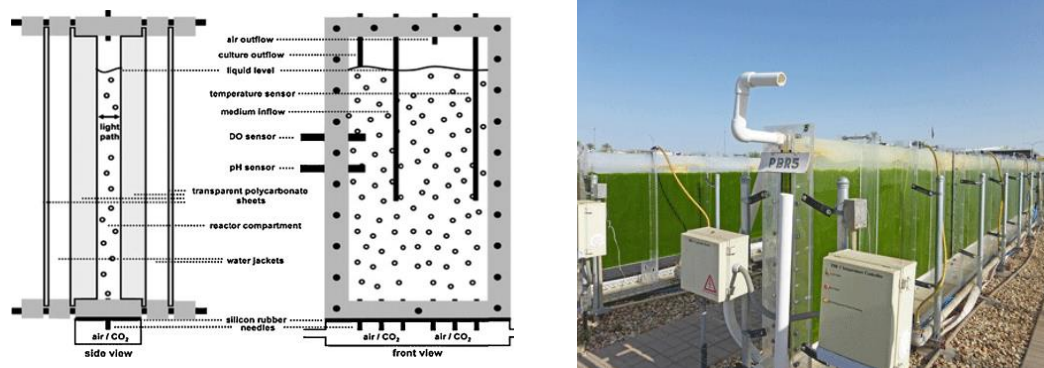 air outflow
culture outflow
liquid level
temperature sensor
medium inflow
light
path
DO sensor
pH sensor
transparent polycarbonate
sheets
reactor compartment
water jackets
silicon rubber
needles
air / CO₂
side view
air / CO₂ air / CO₂
front view
PBR5